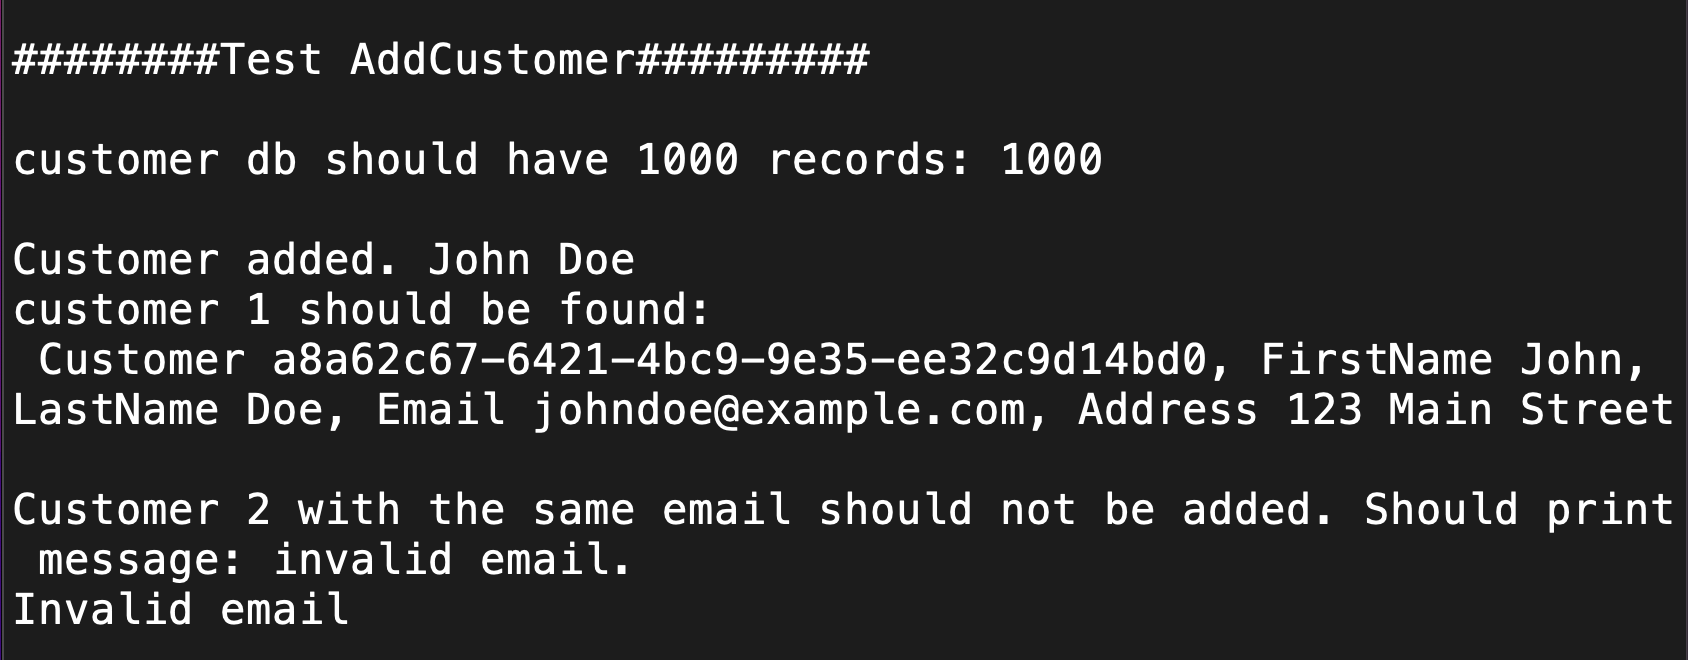 ########Test AddCustomer#########
customer db should have 1000 records: 1000
Customer added. John Doe
customer 1 should be found:
 Customer a8a62c67-6421-4bc9-9e35-ee32c9d14bd0, FirstName John,
LastName Doe, Email johndoe@example.com, Address 123 Main Street
Customer 2 with the same email should not be added. Should print
 message: invalid email.
Invalid email